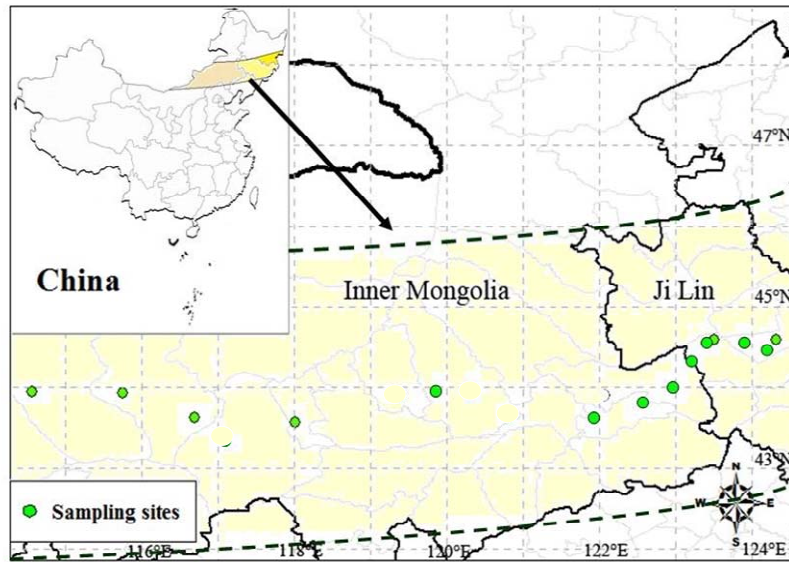 China
47°N
Inner Mongolia
Ji Lin
45°N
43°N
N
W
E
S
Sampling sites
116°E
118°E
120°E
122°E
124°E